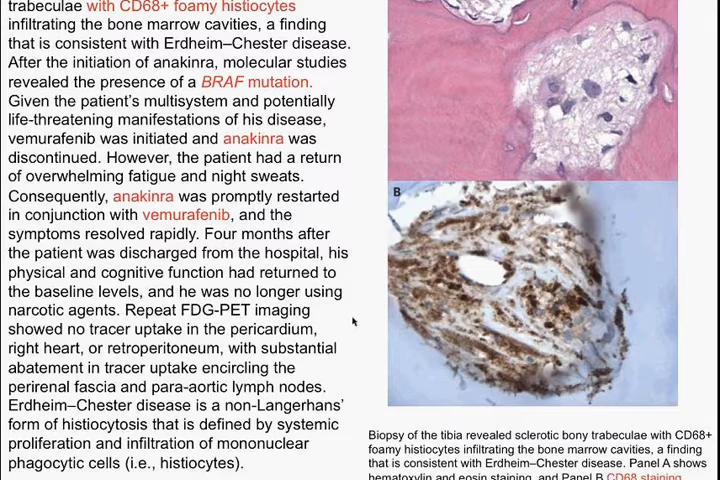 trabeculae with CD68+ foamy histiocytes
infiltrating the bone marrow cavities, a finding
that is consistent with Erdheim–Chester disease.
After the initiation of anakinra, molecular studies
revealed the presence of a BRAF mutation.
Given the patient's multisystem and potentially
life-threatening manifestations of his disease,
vemurafenib was initiated and anakinra was
discontinued. However, the patient had a return
of overwhelming fatigue and night sweats.
Consequently, anakinra was promptly restarted
in conjunction with vemurafenib, and the
symptoms resolved rapidly. Four months after
the patient was discharged from the hospital, his
physical and cognitive function had returned to
the baseline levels, and he was no longer using
narcotic agents. Repeat FDG-PET imaging
showed no tracer uptake in the pericardium,
right heart, or retroperitoneum, with substantial
abatement in tracer uptake encircling the
perirenal fascia and para-aortic lymph nodes.
Erdheim–Chester disease is a non-Langerhans'
form of histiocytosis that is defined by systemic
proliferation and infiltration of mononuclear
phagocytic cells (i.e., histiocytes).
B
Biopsy of the tibia revealed sclerotic bony trabeculae with CD68+
foamy histiocytes infiltrating the bone marrow cavities, a finding
that is consistent with Erdheim–Chester disease. Panel A shows
hematoxylin and eosin staining, and Panel B CD68 staining